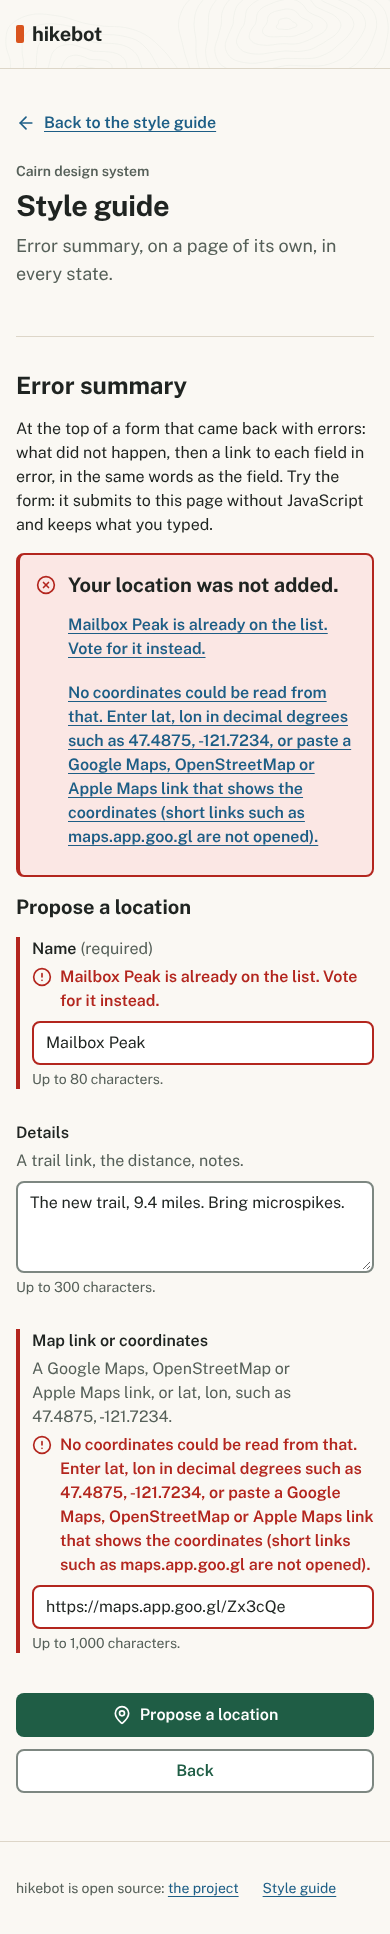 hikebot
Back to the style guide
Cairn design system
Style guide
Error summary, on a page of its own, in
every state.
Error summary
At the top of a form that came back with errors:
what did not happen, then a link to each field in
error, in the same words as the field. Try the
form: it submits to this page without JavaScript
and keeps what you typed.
Your location was not added.
Mailbox Peak is already on the list.
Vote for it instead.
No coordinates could be read from
that. Enter lat, lon in decimal degrees
such as 47.4875, -121.7234, or paste a
Google Maps, OpenStreetMap or
Apple Maps link that shows the
coordinates (short links such as
maps.app.goo.gl are not opened).
Propose a location
Name (required)
Mailbox Peak is already on the list. Vote
for it instead.
Mailbox Peak
Up to 80 characters.
Details
A trail link, the distance, notes.
The new trail, 9.4 miles. Bring microspikes.
Up to 300 characters.
Map link or coordinates
A Google Maps, OpenStreetMap or
Apple Maps link, or lat, lon, such as
47.4875, -121.7234.
No coordinates could be read from that.
Enter lat, lon in decimal degrees such as
47.4875, -121.7234, or paste a Google
Maps, OpenStreetMap or Apple Maps link
that shows the coordinates (short links
such as maps.app.goo.gl are not opened).
https://maps.app.goo.gl/Zx3cQe
Up to 1,000 characters.
Propose a location
Back
hikebot is open source: the project Style guide